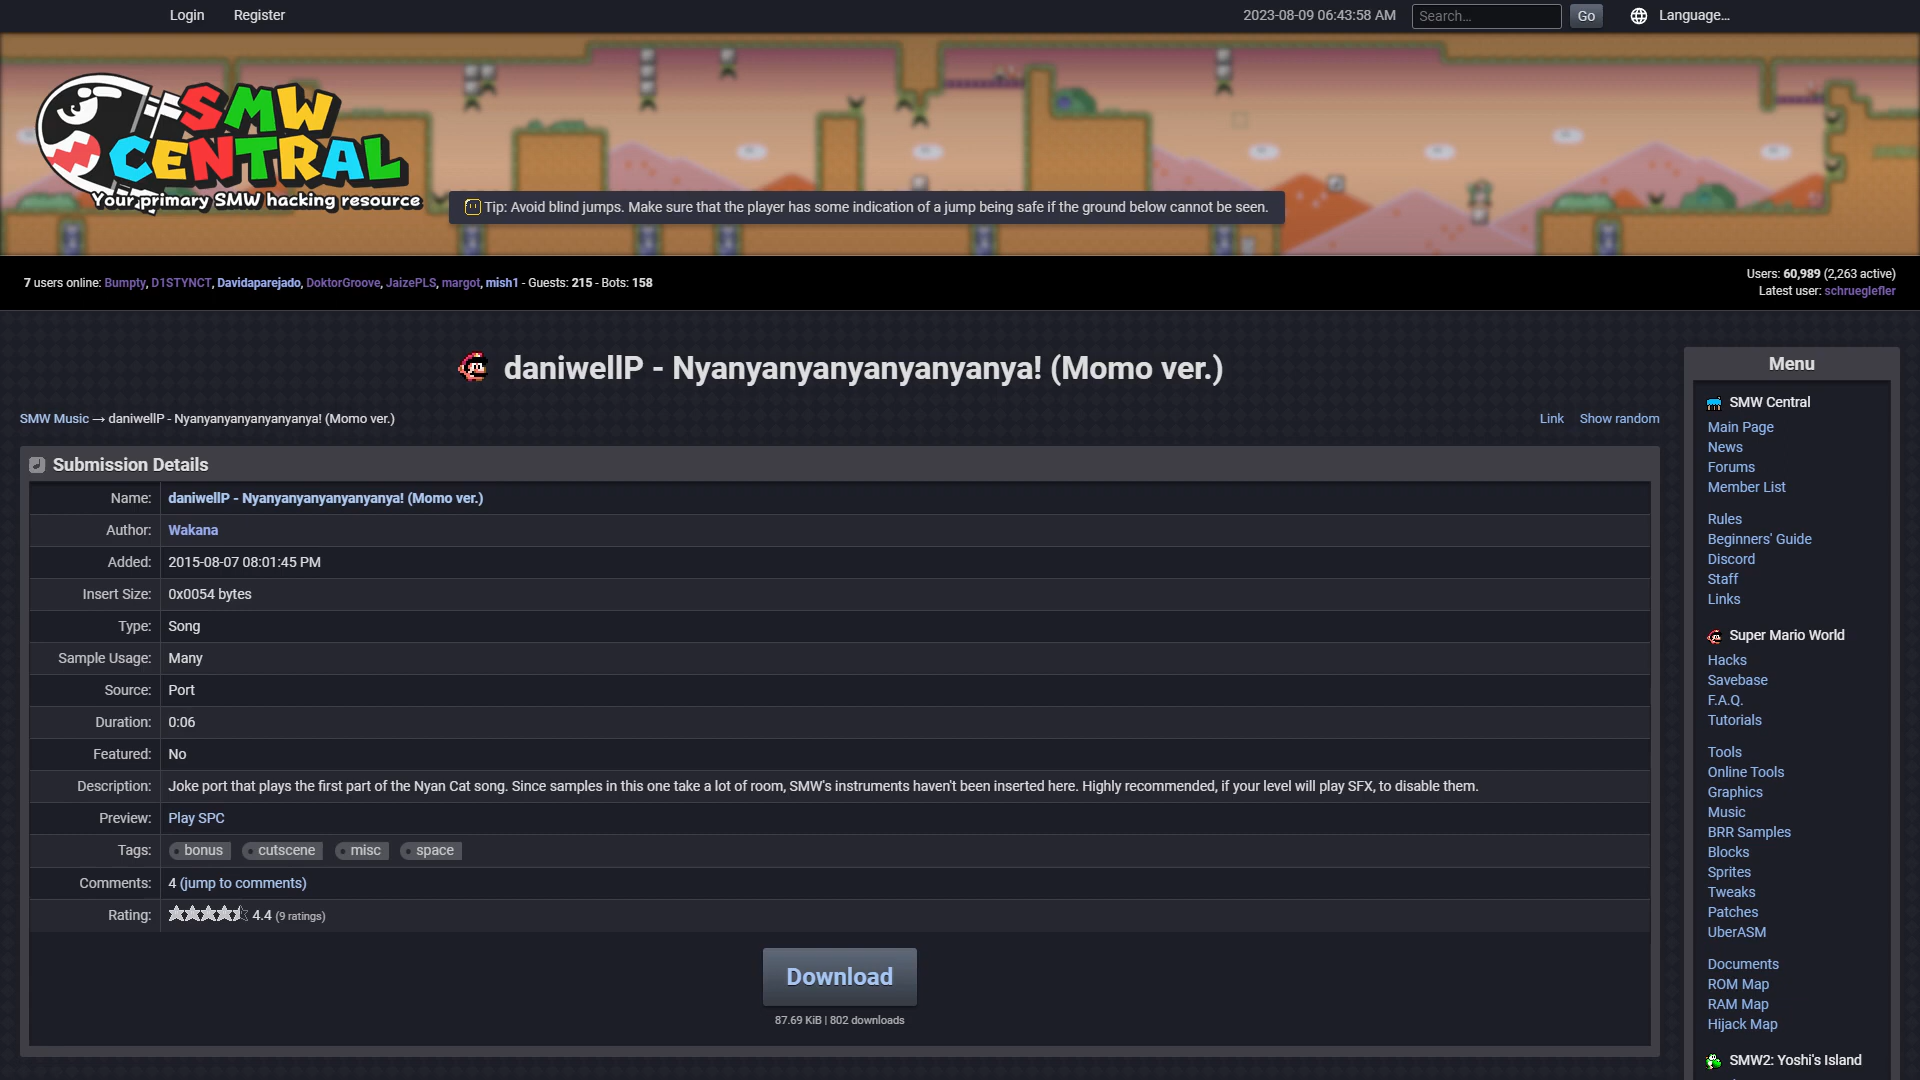 Login Register 2023-08-09 06:43:58 AM Search... Go Language...
SMW
CENTRAL
Your primary SMW hacking resource
Tip: Avoid blind jumps. Make sure that the player has some indication of a jump being safe if the ground below cannot be seen.
7 users online: Bumpty, D1STYNCT, Davidaparejado, DoktorGroove, JaizePLS, margot, mish1 - Guests: 215 - Bots: 158
Users: 60,989 (2,263 active)
Latest user: schrueglefler
daniwellP - Nyanyanyanyanyanyanya! (Momo ver.)
SMW Music → daniwellP - Nyanyanyanyanyanyanya! (Momo ver.)
Link Show random
Submission Details
Name: daniwellP - Nyanyanyanyanyanyanya! (Momo ver.)
Author: Wakana
Added: 2015-08-07 08:01:45 PM
Insert Size: 0x0054 bytes
Type: Song
Sample Usage: Many
Source: Port
Duration: 0:06
Featured: No
Description: Joke port that plays the first part of the Nyan Cat song. Since samples in this one take a lot of room, SMW's instruments haven't been inserted here. Highly recommended, if your level will play SFX, to disable them.
Preview: Play SPC
Tags: bonus cutscene misc space
Comments: 4 (jump to comments)
Rating: 4.4 (9 ratings)
Download
87.69 KiB | 802 downloads
Menu
SMW Central
Main Page
News
Forums
Member List
Rules
Beginners' Guide
Discord
Staff
Links
Super Mario World
Hacks
Savebase
F.A.Q.
Tutorials
Tools
Online Tools
Graphics
Music
BRR Samples
Blocks
Sprites
Tweaks
Patches
UberASM
Documents
ROM Map
RAM Map
Hijack Map
SMW2: Yoshi's Island